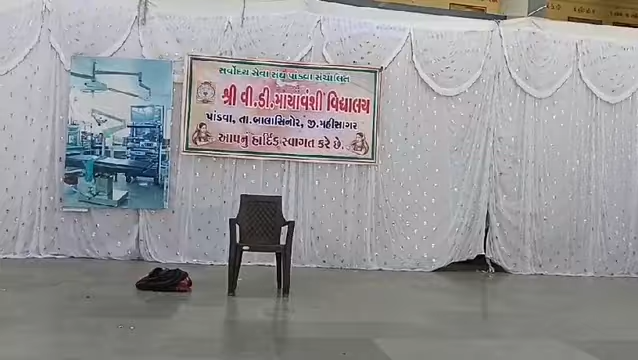 સર્વોદય સેવા સંઘ પાંડવા સંચાલિત
શ્રી વી.ડી.માયાવંશી વિદ્યાલય
પાંડવા, તા.બાલાસિનોર, જી.મહીસાગર
આપનું હાર્દિક સ્વાગત કરે છે.